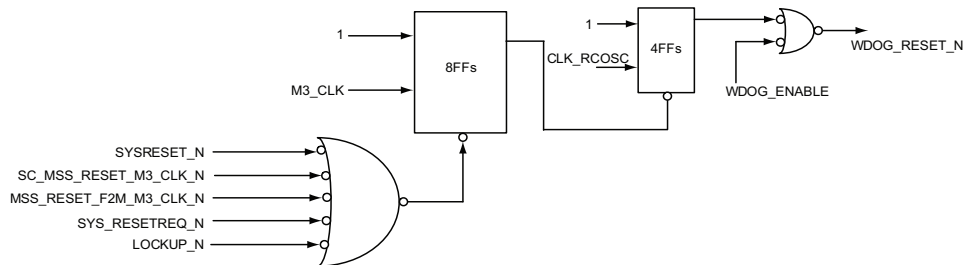 1
8FFs
M3_CLK
1
4FFs
CLK_RCOSC
WDOG_RESET_N
WDOG_ENABLE
SYSRESET_N
SC_MSS_RESET_M3_CLK_N
MSS_RESET_F2M_M3_CLK_N
SYS_RESETREQ_N
LOCKUP_N